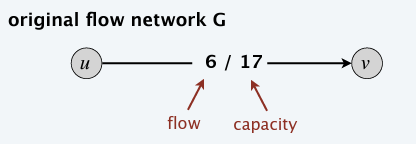 original flow network G
u 6 / 17 v
flow capacity